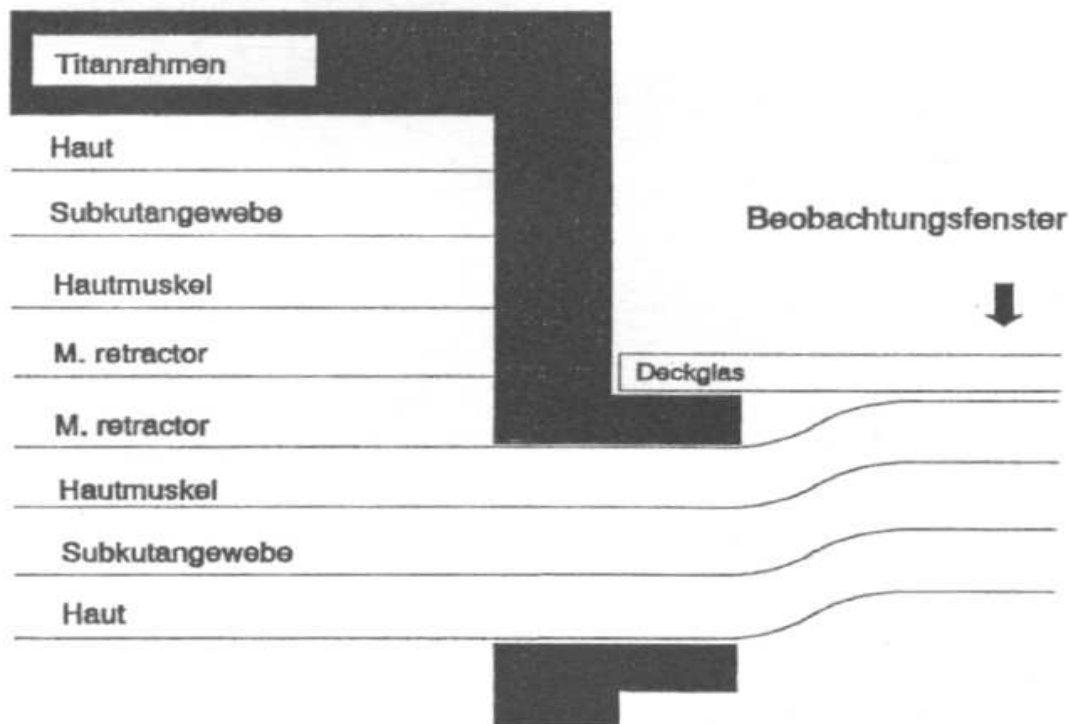 Titanrahmen
Haut
Subkutangewebe
Beobachtungsfenster
Hautmuskel
M. retractor
Deckglas
M. retractor
Hautmuskel
Subkutangewebe
Haut